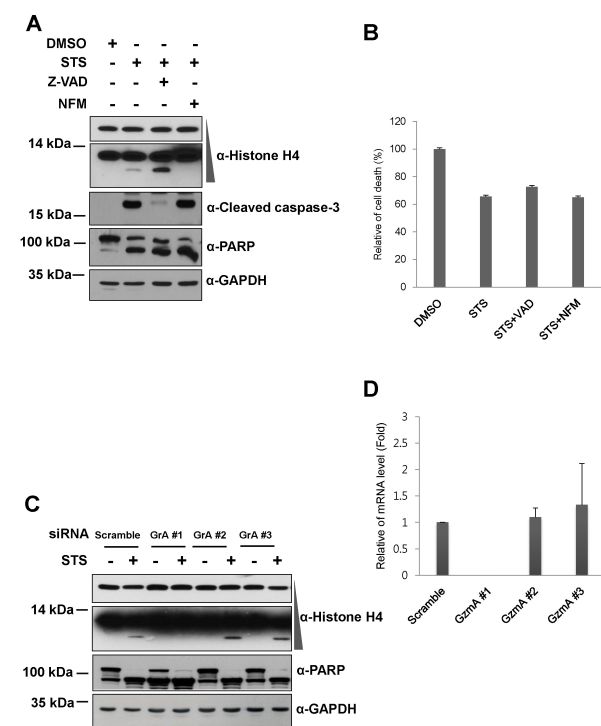 A
DMSO + - - -
STS - + + +
Z-VAD - - + -
NFM - - - +
14 kDa
α-Histone H4
15 kDa
α-Cleaved caspase-3
100 kDa
α-PARP
35 kDa
α-GAPDH
B
Relative of cell death (%)
120
100
80
60
40
20
0
DMSO
STS
STS+VAD
STS+NFM
C
siRNA Scramble GrA #1 GrA #2 GrA #3
STS - + - + - + - +
14 kDa
α-Histone H4
100 kDa
α-PARP
35 kDa
α-GAPDH
D
Relative of mRNA level (Fold)
3
2.5
2
1.5
1
0.5
0
Scramble
GzmA #1
GzmA #2
GzmA #3